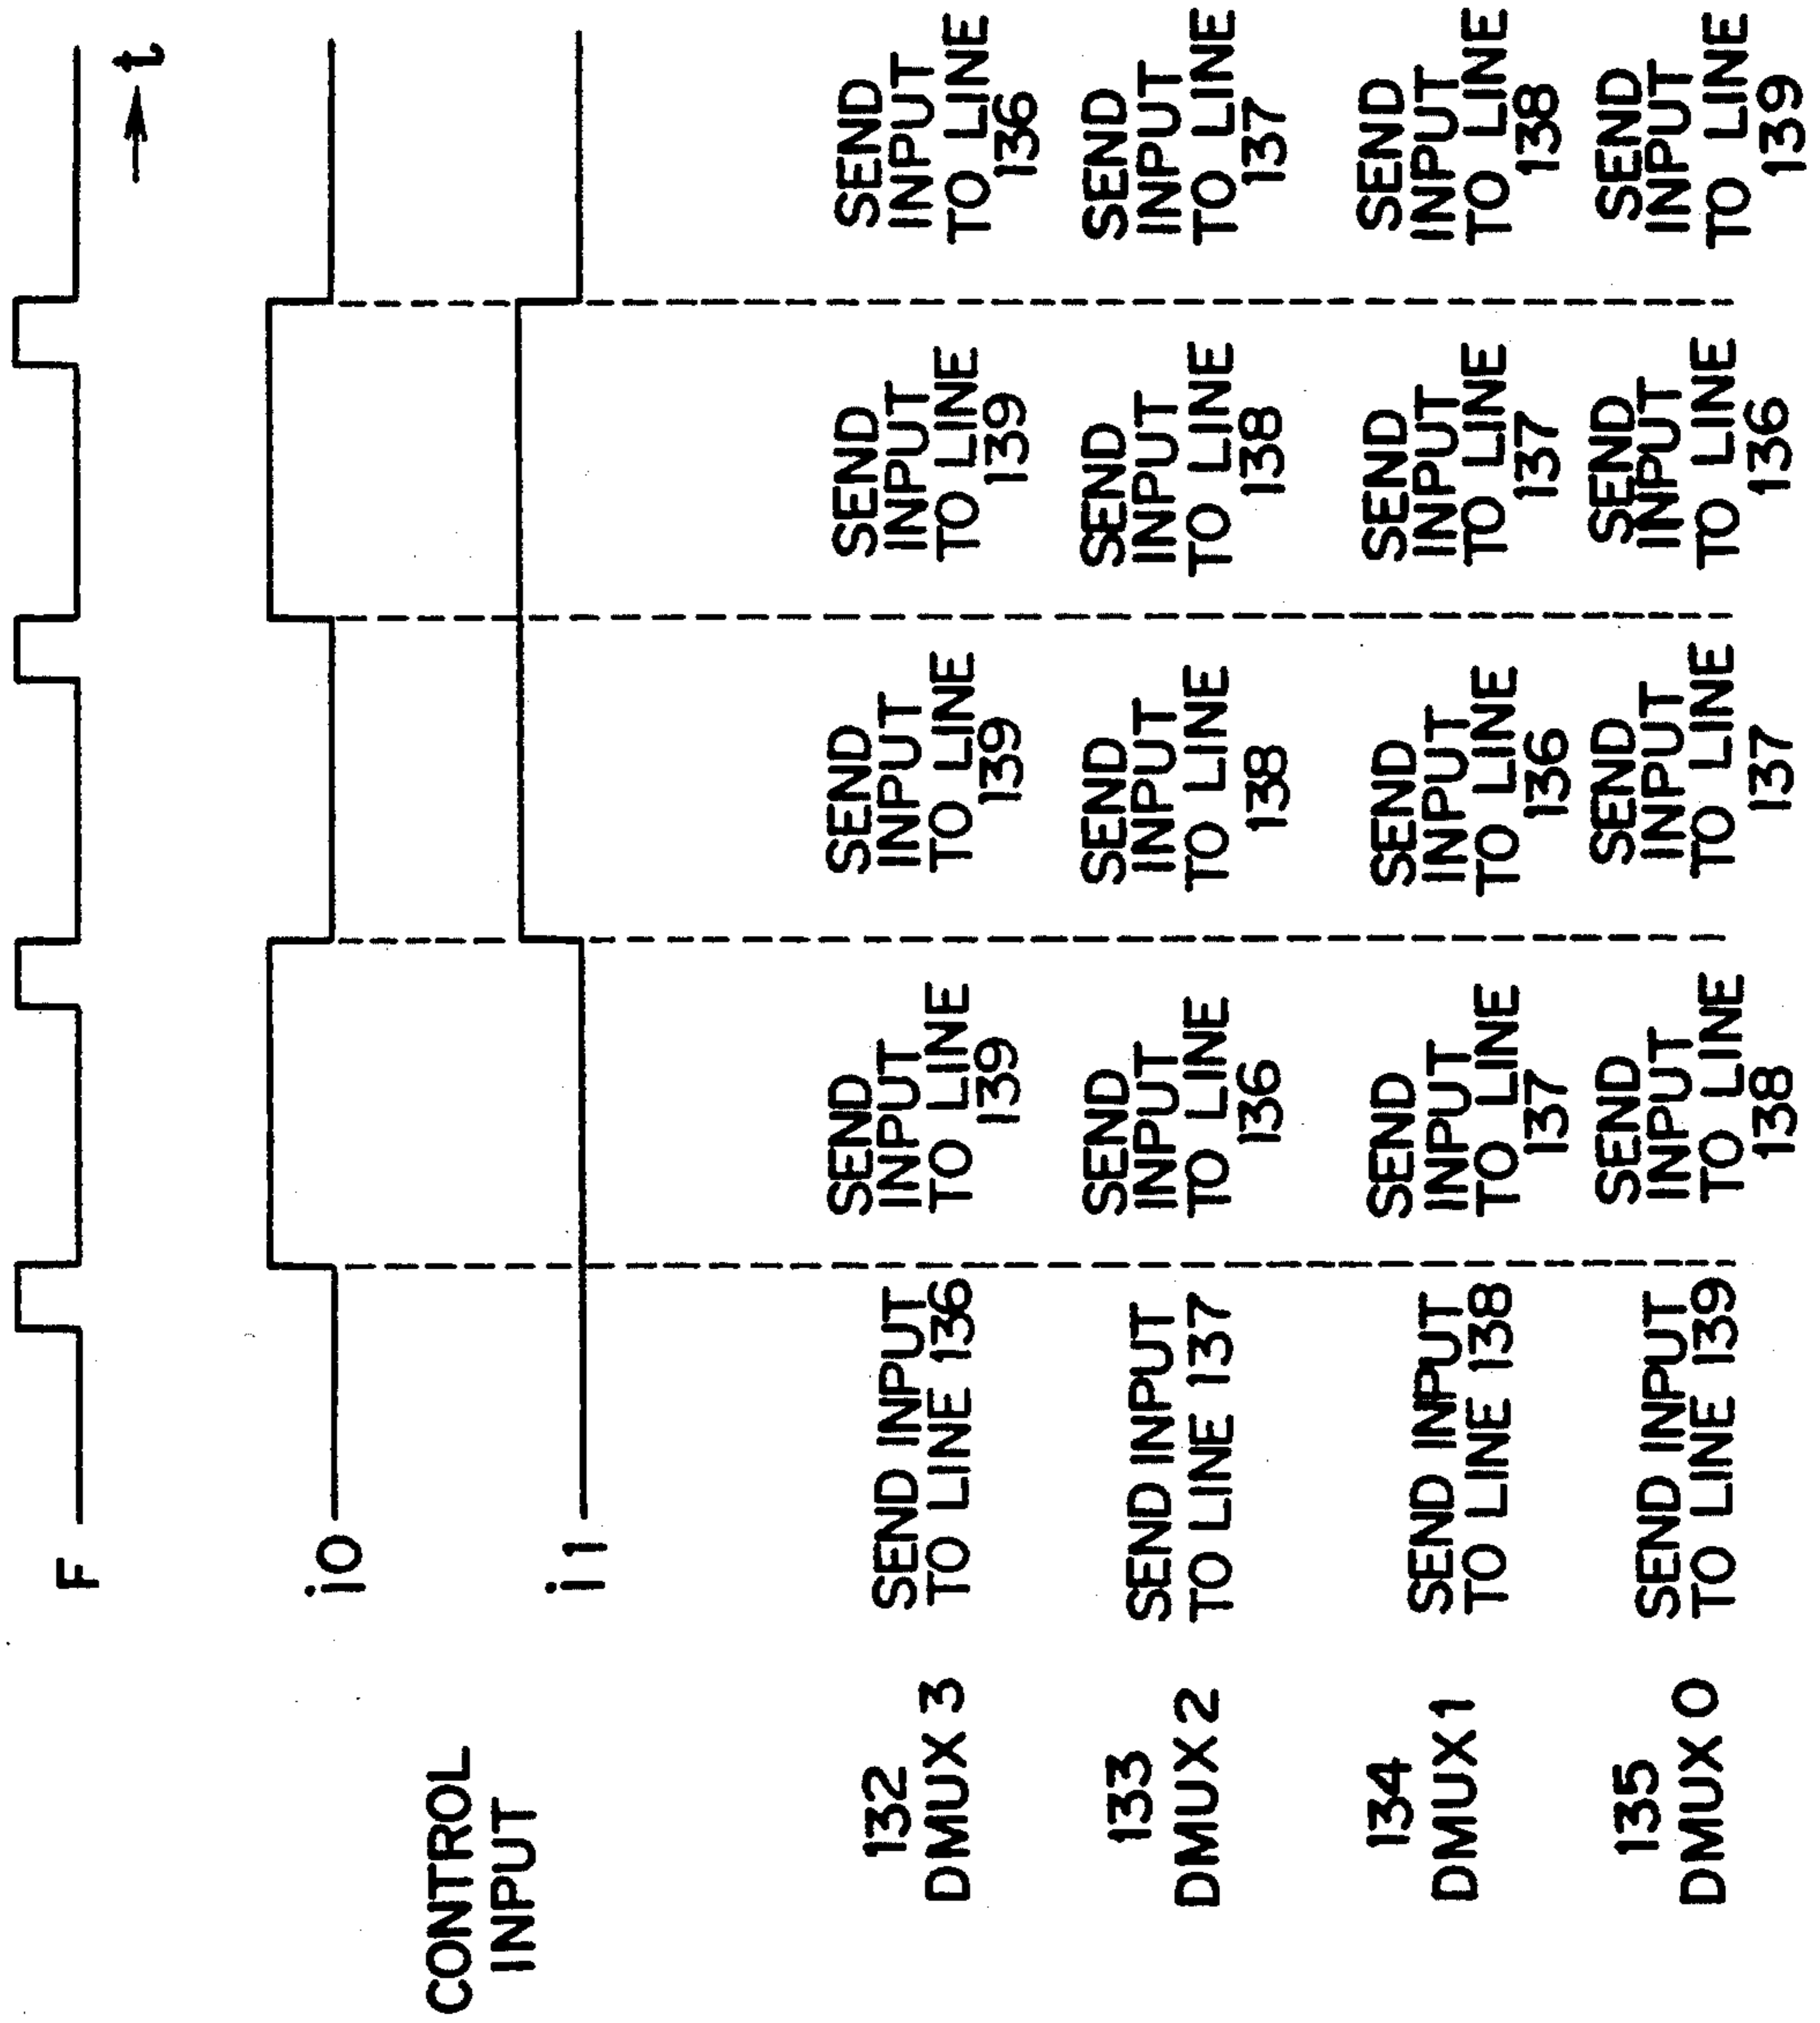 F
t
i0
i1
CONTROL
INPUT
132
DMUX 3
SEND INPUT
TO LINE 136
SEND
INPUT
TO LINE
139
SEND
INPUT
TO LINE
139
SEND
INPUT
TO LINE
139
SEND
INPUT
TO LINE
136
133
DMUX 2
SEND INPUT
TO LINE 137
SEND
INPUT
TO LINE
136
SEND
INPUT
TO LINE
138
SEND
INPUT
TO LINE
138
SEND
INPUT
TO LINE
137
134
DMUX 1
SEND INPUT
TO LINE 138
SEND
INPUT
TO LINE
137
SEND
INPUT
TO LINE
136
SEND
INPUT
TO LINE
137
SEND
INPUT
TO LINE
138
135
DMUX 0
SEND INPUT
TO LINE 139
SEND
INPUT
TO LINE
138
SEND
INPUT
TO LINE
137
SEND
INPUT
TO LINE
136
SEND
INPUT
TO LINE
139